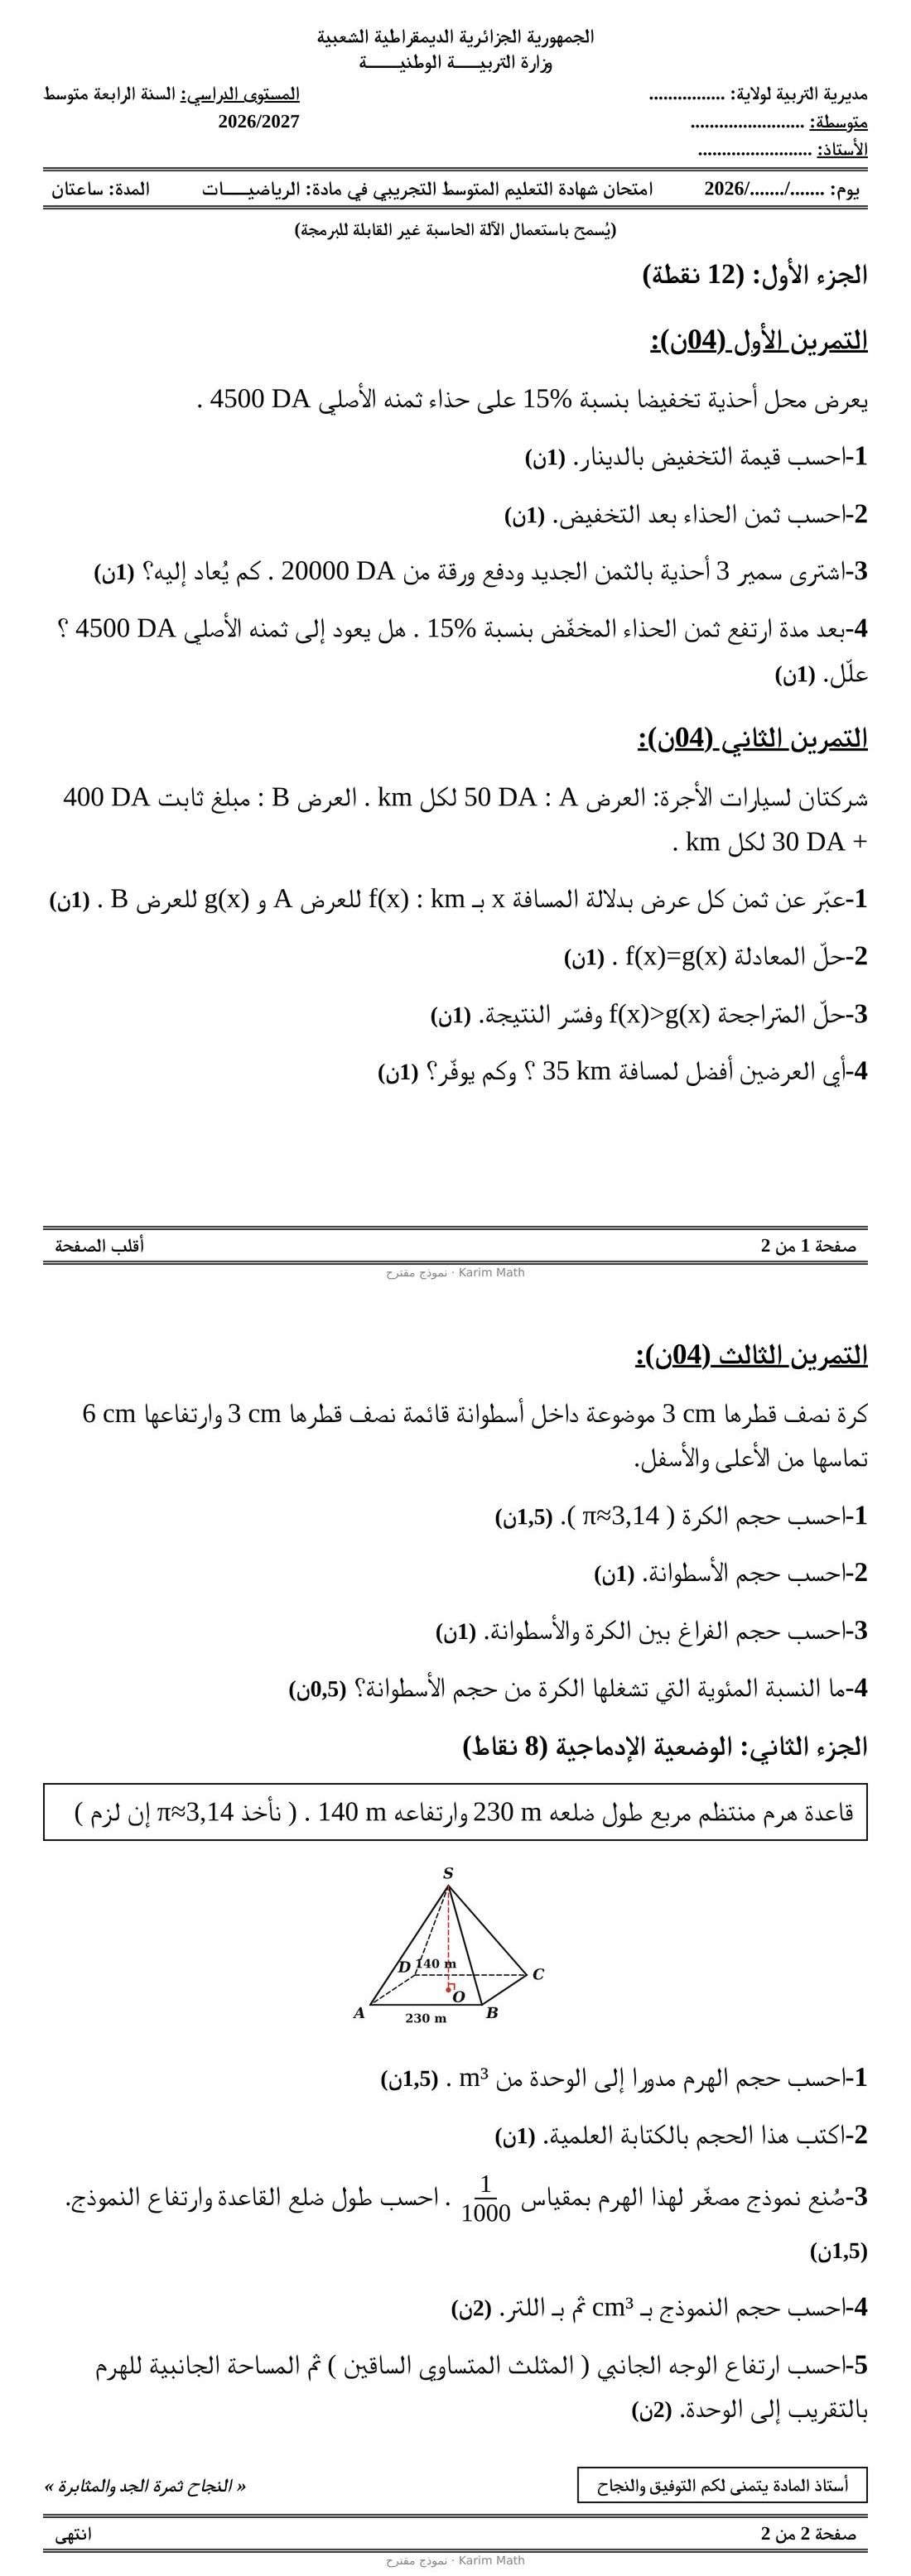 الجمهورية الجزائرية الديمقراطية الشعبية
وزارة التربيـــــة الوطنيــــــة
مديرية التربية لولاية: ................
المستوى الدراسي: السنة الرابعة متوسط
متوسطة: ........................
2026/2027
الأستاذ: ........................
يوم: ......./......./2026
امتحان شهادة التعليم المتوسط التجريبي في مادة: الرياضيـــــات
المدة: ساعتان
(يُسمح باستعمال الآلة الحاسبة غير القابلة للبرمجة)
الجزء الأول: (12 نقطة)
التمرين الأول (04ن):
يعرض محل أحذية تخفيضا بنسبة 15% على حذاء ثمنه الأصلي 4500 DA .
1-احسب قيمة التخفيض بالدينار. (1ن)
2-احسب ثمن الحذاء بعد التخفيض. (1ن)
3-اشترى سمير 3 أحذية بالثمن الجديد ودفع ورقة من 20000 DA . كم يُعاد إليه؟ (1ن)
4-بعد مدة ارتفع ثمن الحذاء المخفّض بنسبة 15% . هل يعود إلى ثمنه الأصلي 4500 DA ؟
علّل. (1ن)
التمرين الثاني (04ن):
شركتان لسيارات الأجرة: العرض A : 50 DA لكل km . العرض B : مبلغ ثابت 400 DA
+ 30 DA لكل km .
1-عبّر عن ثمن كل عرض بدلالة المسافة x بـ km : f(x) للعرض A و g(x) للعرض B . (1ن)
2-حلّ المعادلة f(x)=g(x) . (1ن)
3-حلّ المتراجحة f(x)>g(x) وفسّر النتيجة. (1ن)
4-أي العرضين أفضل لمسافة 35 km ؟ وكم يوفّر؟ (1ن)
صفحة 1 من 2
أقلب الصفحة
Karim Math · نموذج مقترح
التمرين الثالث (04ن):
كرة نصف قطرها 3 cm موضوعة داخل أسطوانة قائمة نصف قطرها 3 cm وارتفاعها 6 cm
تماسها من الأعلى والأسفل.
1-احسب حجم الكرة ( π≈3,14 ). (1,5ن)
2-احسب حجم الأسطوانة. (1ن)
3-احسب حجم الفراغ بين الكرة والأسطوانة. (1ن)
4-ما النسبة المئوية التي تشغلها الكرة من حجم الأسطوانة؟ (0,5ن)
الجزء الثاني: الوضعية الإدماجية (8 نقاط)
قاعدة هرم منتظم مربع طول ضلعه 230 m وارتفاعه 140 m . ( نأخذ π≈3,14 إن لزم )
S
D 140 m C
O
A B
230 m
1-احسب حجم الهرم مدورا إلى الوحدة من m³ . (1,5ن)
2-اكتب هذا الحجم بالكتابة العلمية. (1ن)
3-صُنع نموذج مصغّر لهذا الهرم بمقياس 1/1000 . احسب طول ضلع القاعدة وارتفاع النموذج.
(1,5ن)
4-احسب حجم النموذج بـ cm³ ثم بـ اللتر. (2ن)
5-احسب ارتفاع الوجه الجانبي ( المثلث المتساوي الساقين ) ثم المساحة الجانبية للهرم
بالتقريب إلى الوحدة. (2ن)
أستاذ المادة يتمنى لكم التوفيق والنجاح
« النجاح ثمرة الجد والمثابرة »
صفحة 2 من 2
انتهى
Karim Math · نموذج مقترح